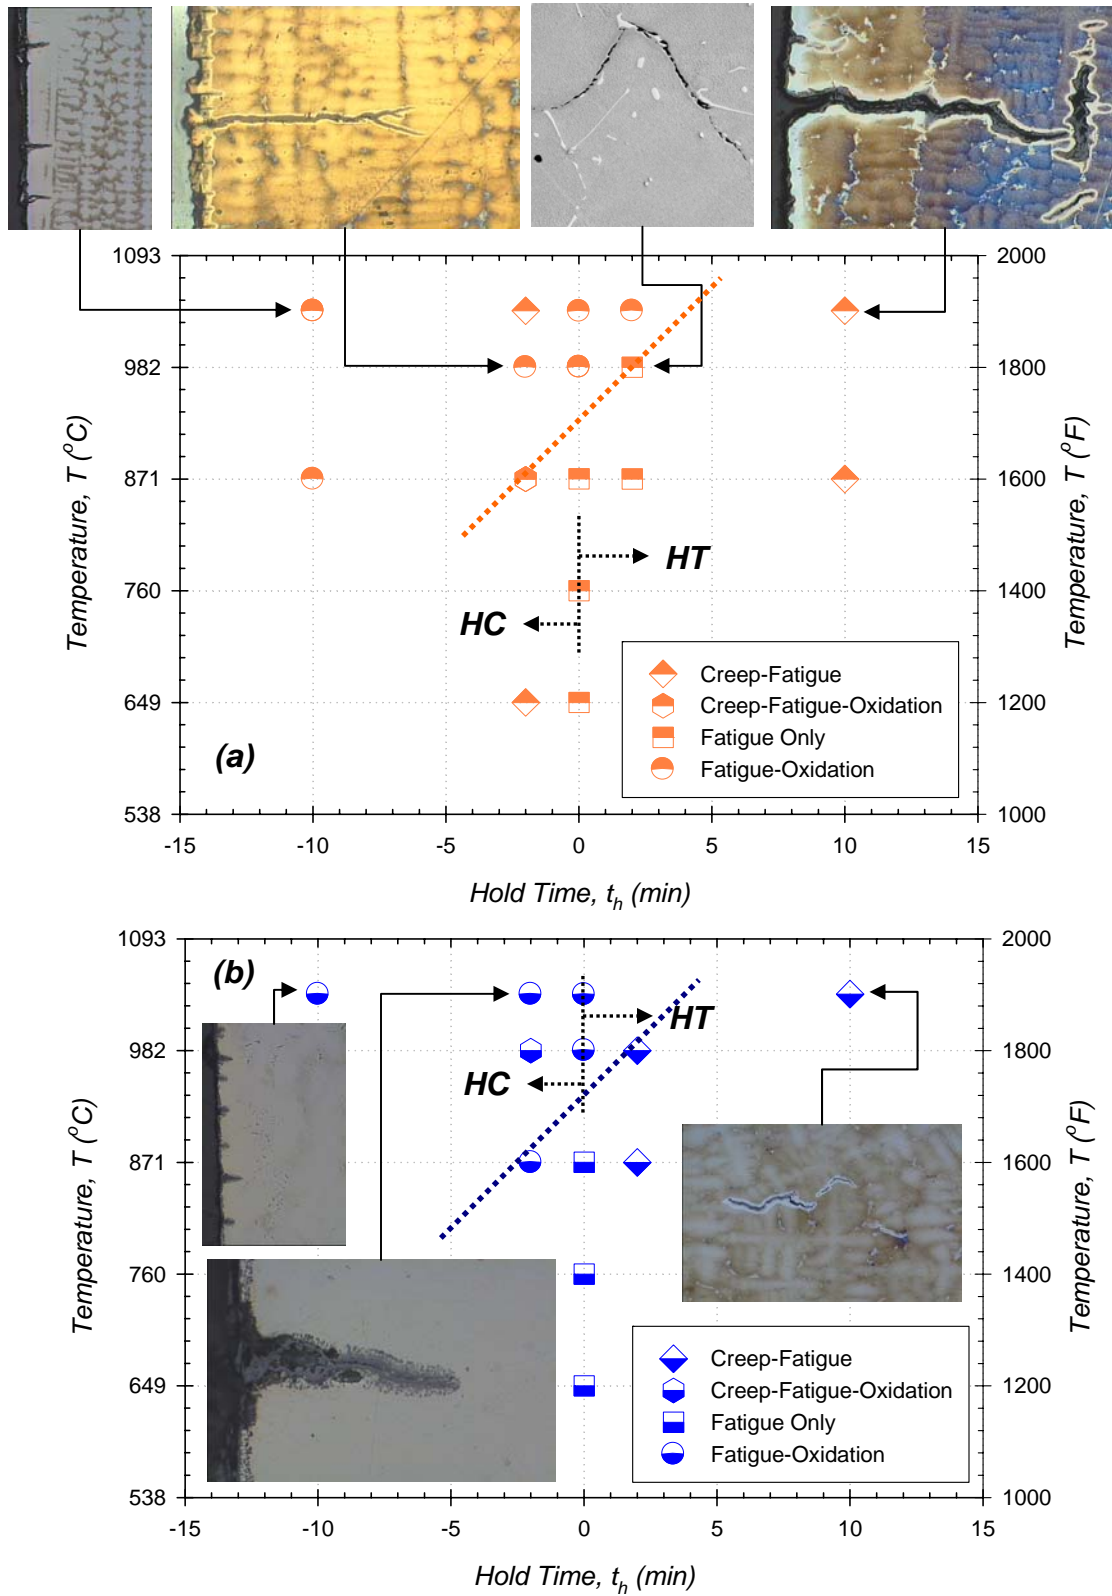 1093
982
871
760
649
538
2000
1800
1600
1400
1200
1000
Temperature, T (°C)
Temperature, T (°F)
HT
HC
(a)
Creep-Fatigue
Creep-Fatigue-Oxidation
Fatigue Only
Fatigue-Oxidation
-15 -10 -5 0 5 10 15
Hold Time, t_h (min)
1093
982
871
760
649
538
2000
1800
1600
1400
1200
1000
Temperature, T (°C)
Temperature, T (°F)
(b)
HT
HC
Creep-Fatigue
Creep-Fatigue-Oxidation
Fatigue Only
Fatigue-Oxidation
-15 -10 -5 0 5 10 15
Hold Time, t_h (min)